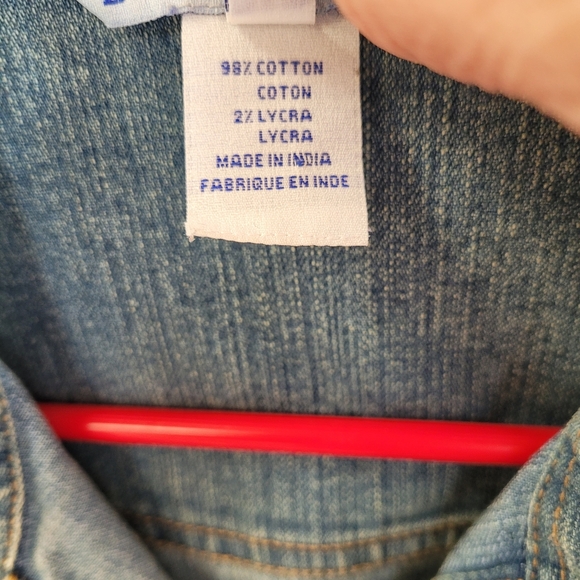 98% COTTON
COTON
2% LYCRA
LYCRA
MADE IN INDIA
FABRIQUE EN INDE